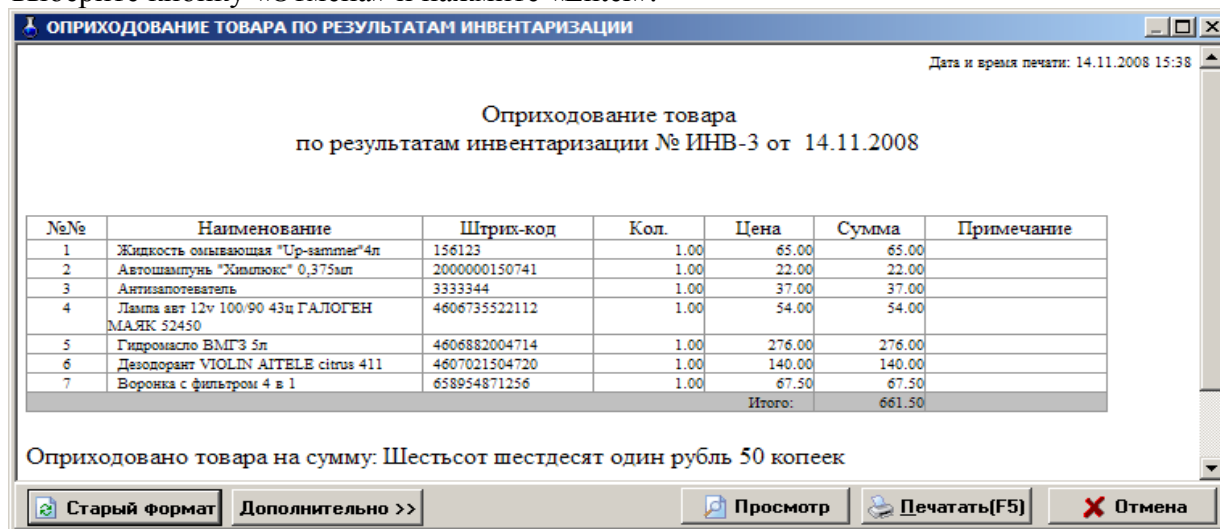 ОПРИХОДОВАНИЕ ТОВАРА ПО РЕЗУЛЬТАТАМ ИНВЕНТАРИЗАЦИИ
Дата и время печати: 14.11.2008 15:38
Оприходование товара
по результатам инвентаризации № ИНВ-3 от 14.11.2008
№№ Наименование Штрих-код Кол. Цена Сумма Примечание
1 Жидкость омывающая "Up-sammer"4л 156123 1.00 65.00 65.00
2 Автошампунь "Химлюкс" 0,375мл 2000000150741 1.00 22.00 22.00
3 Антизапотеватель 3333344 1.00 37.00 37.00
4 Лампа авт 12v 100/90 43ц ГАЛОГЕН 4606735522112 1.00 54.00 54.00
МАЯК 52450
5 Гидромасло ВМГЗ 5л 4606882004714 1.00 276.00 276.00
6 Дезодорант VIOLIN AITELE citrus 411 4607021504720 1.00 140.00 140.00
7 Воронка с фильтром 4 в 1 658954871256 1.00 67.50 67.50
Итого: 661.50
Оприходовано товара на сумму: Шестьсот шестдесят один рубль 50 копеек
Старый формат Дополнительно >> Просмотр Печатать(F5) Отмена